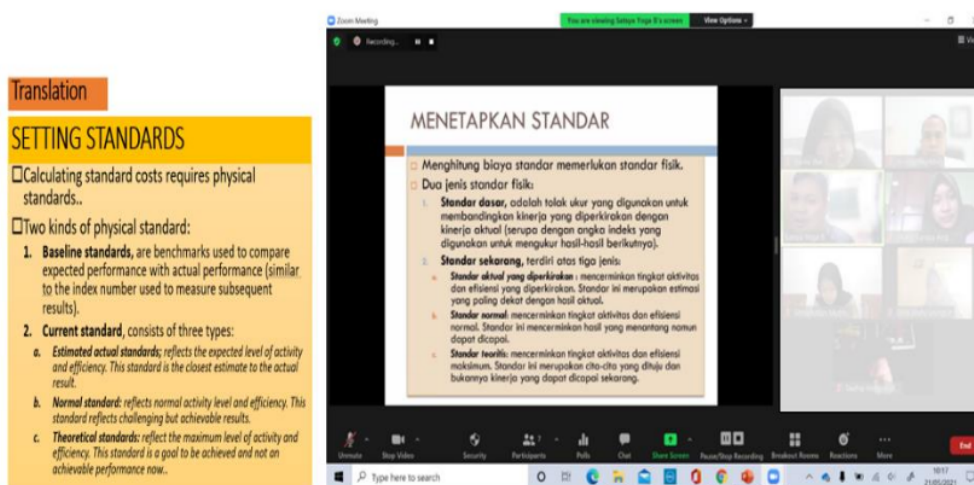 Translation
SETTING STANDARDS
Calculating standard costs requires physical
standards..
Two kinds of physical standard:
1. Baseline standards, are benchmarks used to compare
expected performance with actual performance (similar
to the index number used to measure subsequent
results).
2. Current standard, consists of three types:
a. Estimated actual standards; reflects the expected level of activity
and efficiency. This standard is the closest estimate to the actual
result.
b. Normal standard: reflects normal activity level and efficiency. This
standard reflects challenging but achievable results.
c. Theoretical standards: reflect the maximum level of activity and
efficiency. This standard is a goal to be achieved and not an
achievable performance now..
Zoom Meeting
You are viewing Satoya Yoga B's screen
View Options
Recording...
MENETAPKAN STANDAR
Menghitung biaya standar memerlukan standar fisik.
Dua jenis standar fisik:
1. Standar dasar, adalah tolak ukur yang digunakan untuk
membandingkan kinerja yang diperkirakan dengan
kinerja aktual (serupa dengan angka indeks yang
digunakan untuk mengukur hasil-hasil berikutnya).
2. Standar sekarang, terdiri atas tiga jenis:
a. Standar aktual yang diperkirakan : mencerminkan tingkat aktivitas
dan efisiensi yang diperkirakan. Standar ini merupakan estimasi
yang paling dekat dengan hasil aktual.
b. Standar normal: mencerminkan tingkat aktivitas dan efisiensi
normal. Standar ini mencerminkan hasil yang menantang namun
dapat dicapai.
c. Standar teoritis: mencerminkan tingkat aktivitas dan efisiensi
maksimum. Standar ini merupakan cita-cita yang dituju dan
bukannya kinerja yang dapat dicapai sekarang.
Unmute
Stop Video
Security
Participants
7
Polls
Chat
Share Screen
Pause/Stop Recording
Breakout Rooms
Reactions
More
End
Type here to search
10:17
21/05/2021